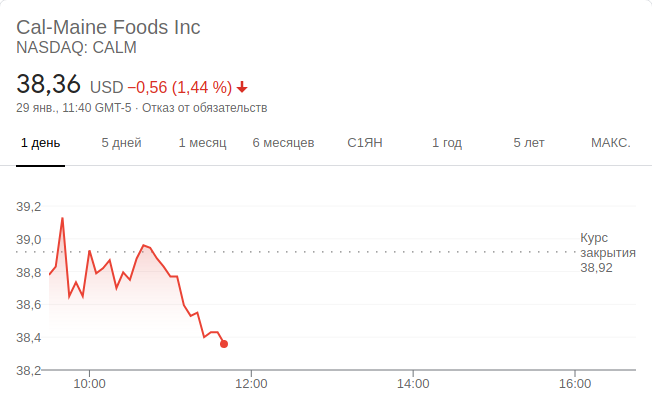 Cal-Maine Foods Inc
NASDAQ: CALM
38,36 USD −0,56 (1,44 %)
29 янв., 11:40 GMT-5 · Отказ от обязательств
1 день 5 дней 1 месяц 6 месяцев С1ЯН 1 год 5 лет МАКС.
39,2
39,0
38,8
38,6
38,4
38,2
Курс
закрытия
38,92
10:00 12:00 14:00 16:00